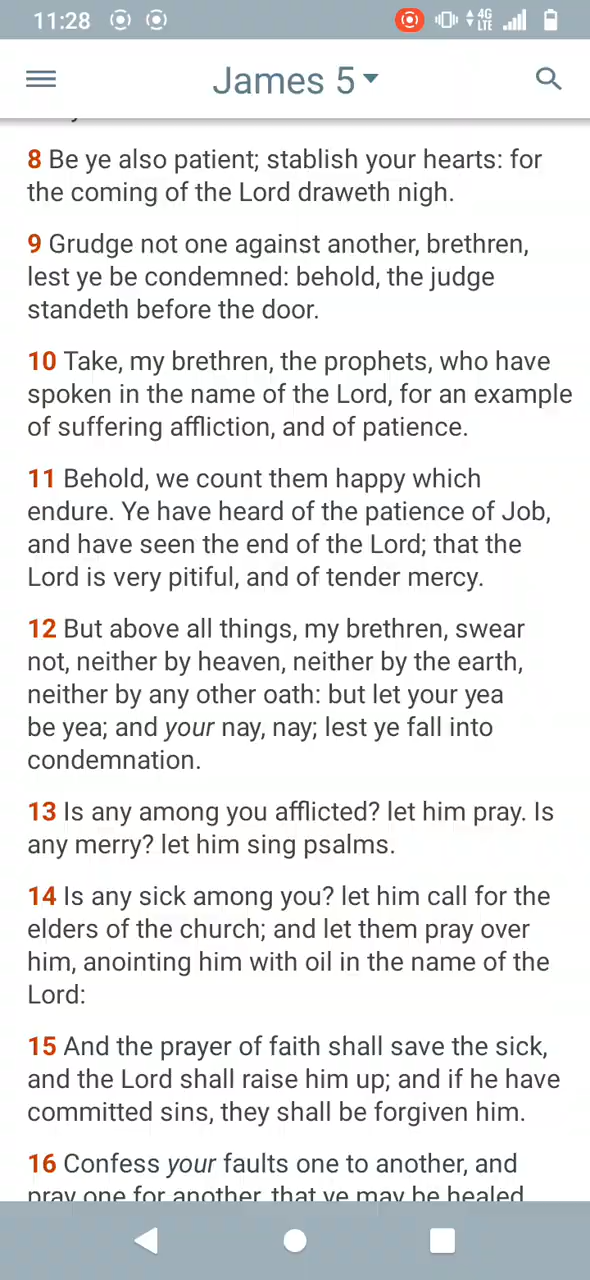 11:28
4G
LTE
James 5
8 Be ye also patient; stablish your hearts: for
the coming of the Lord draweth nigh.
9 Grudge not one against another, brethren,
lest ye be condemned: behold, the judge
standeth before the door.
10 Take, my brethren, the prophets, who have
spoken in the name of the Lord, for an example
of suffering affliction, and of patience.
11 Behold, we count them happy which
endure. Ye have heard of the patience of Job,
and have seen the end of the Lord; that the
Lord is very pitiful, and of tender mercy.
12 But above all things, my brethren, swear
not, neither by heaven, neither by the earth,
neither by any other oath: but let your yea
be yea; and your nay, nay; lest ye fall into
condemnation.
13 Is any among you afflicted? let him pray. Is
any merry? let him sing psalms.
14 Is any sick among you? let him call for the
elders of the church; and let them pray over
him, anointing him with oil in the name of the
Lord:
15 And the prayer of faith shall save the sick,
and the Lord shall raise him up; and if he have
committed sins, they shall be forgiven him.
16 Confess your faults one to another, and
pray one for another, that ye may be healed.